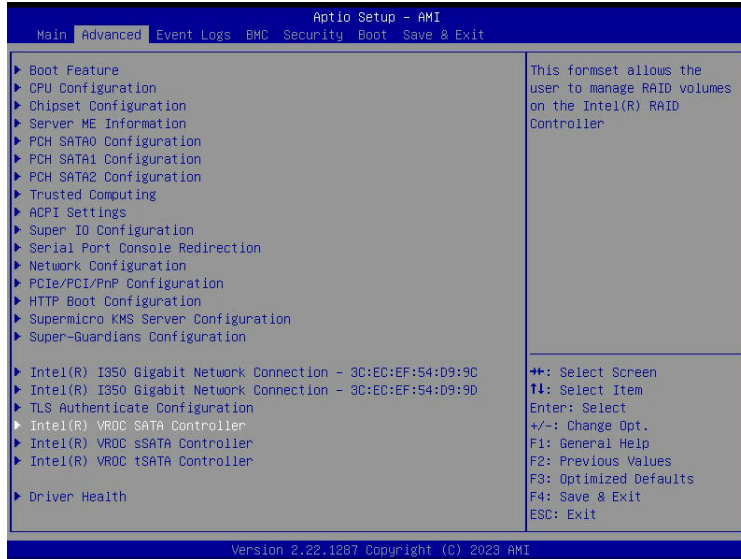 Aptio Setup - AMI
Main Advanced Event Logs BMC Security Boot Save & Exit
▶ Boot Feature
▶ CPU Configuration
▶ Chipset Configuration
▶ Server ME Information
▶ PCH SATA0 Configuration
▶ PCH SATA1 Configuration
▶ PCH SATA2 Configuration
▶ Trusted Computing
▶ ACPI Settings
▶ Super IO Configuration
▶ Serial Port Console Redirection
▶ Network Configuration
▶ PCIe/PCI/PnP Configuration
▶ HTTP Boot Configuration
▶ Supermicro KMS Server Configuration
▶ Super-Guardians Configuration
▶ Intel(R) I350 Gigabit Network Connection - 3C:EC:EF:54:D9:9C
▶ Intel(R) I350 Gigabit Network Connection - 3C:EC:EF:54:D9:9D
▶ TLS Authenticate Configuration
▶ Intel(R) VROC SATA Controller
▶ Intel(R) VROC sSATA Controller
▶ Intel(R) VROC tSATA Controller
▶ Driver Health
This formset allows the
user to manage RAID volumes
on the Intel(R) RAID
Controller
→←: Select Screen
↑↓: Select Item
Enter: Select
+/-: Change Opt.
F1: General Help
F2: Previous Values
F3: Optimized Defaults
F4: Save & Exit
ESC: Exit
Version 2.22.1287 Copyright (C) 2023 AMI